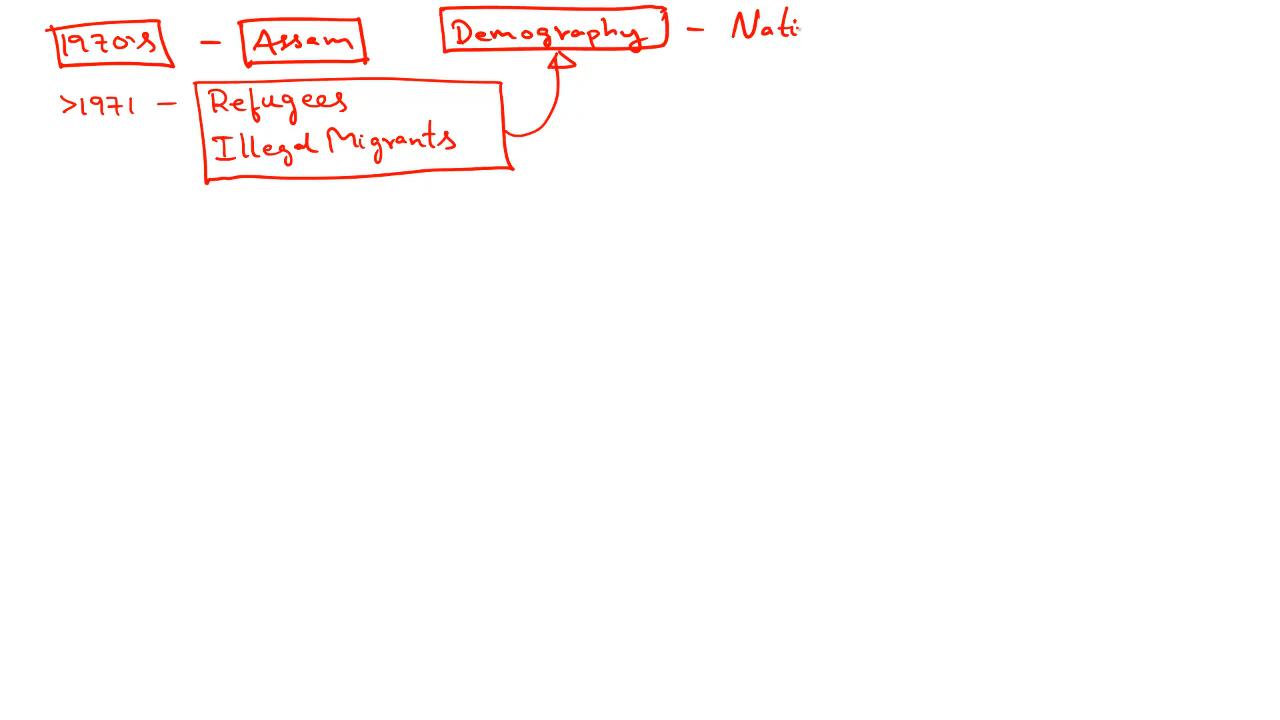 1970's - Assam Demography - Nati
>1971 - Refugees
Illegal Migrants